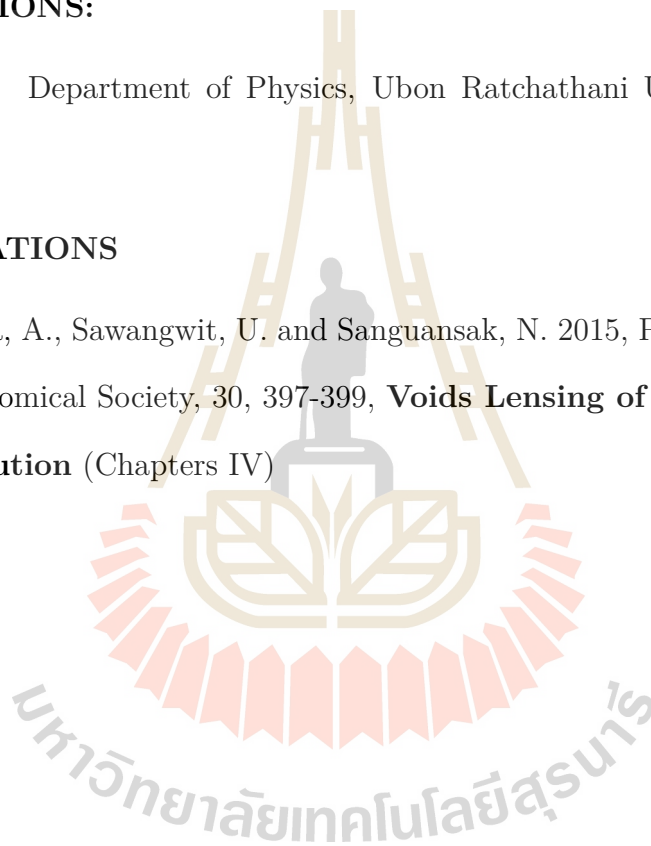 IONS:
Department of Physics, Ubon Ratchathani U
ATIONS
, A., Sawangwit, U. and Sanguansak, N. 2015, P
nomical Society, 30, 397-399, Voids Lensing of
ution (Chapters IV)
มหาวิทยาลัยเทคโนโลยีสุรนารี